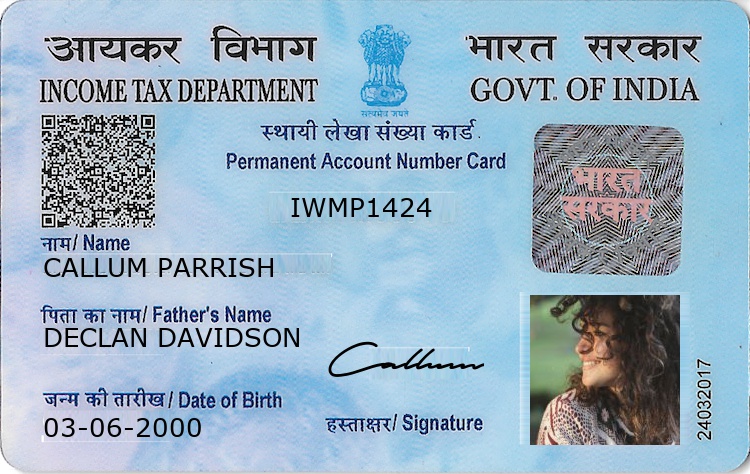 आयकर विभाग
INCOME TAX DEPARTMENT
भारत सरकार
GOVT. OF INDIA
सत्यमेव जयते
स्थायी लेखा संख्या कार्ड
Permanent Account Number Card
IWMP1424
भारत
सरकार
नाम/ Name
CALLUM PARRISH
पिता का नाम/ Father's Name
DECLAN DAVIDSON
Callum
जन्म की तारीख / Date of Birth
03-06-2000
हस्ताक्षर/ Signature
24032017